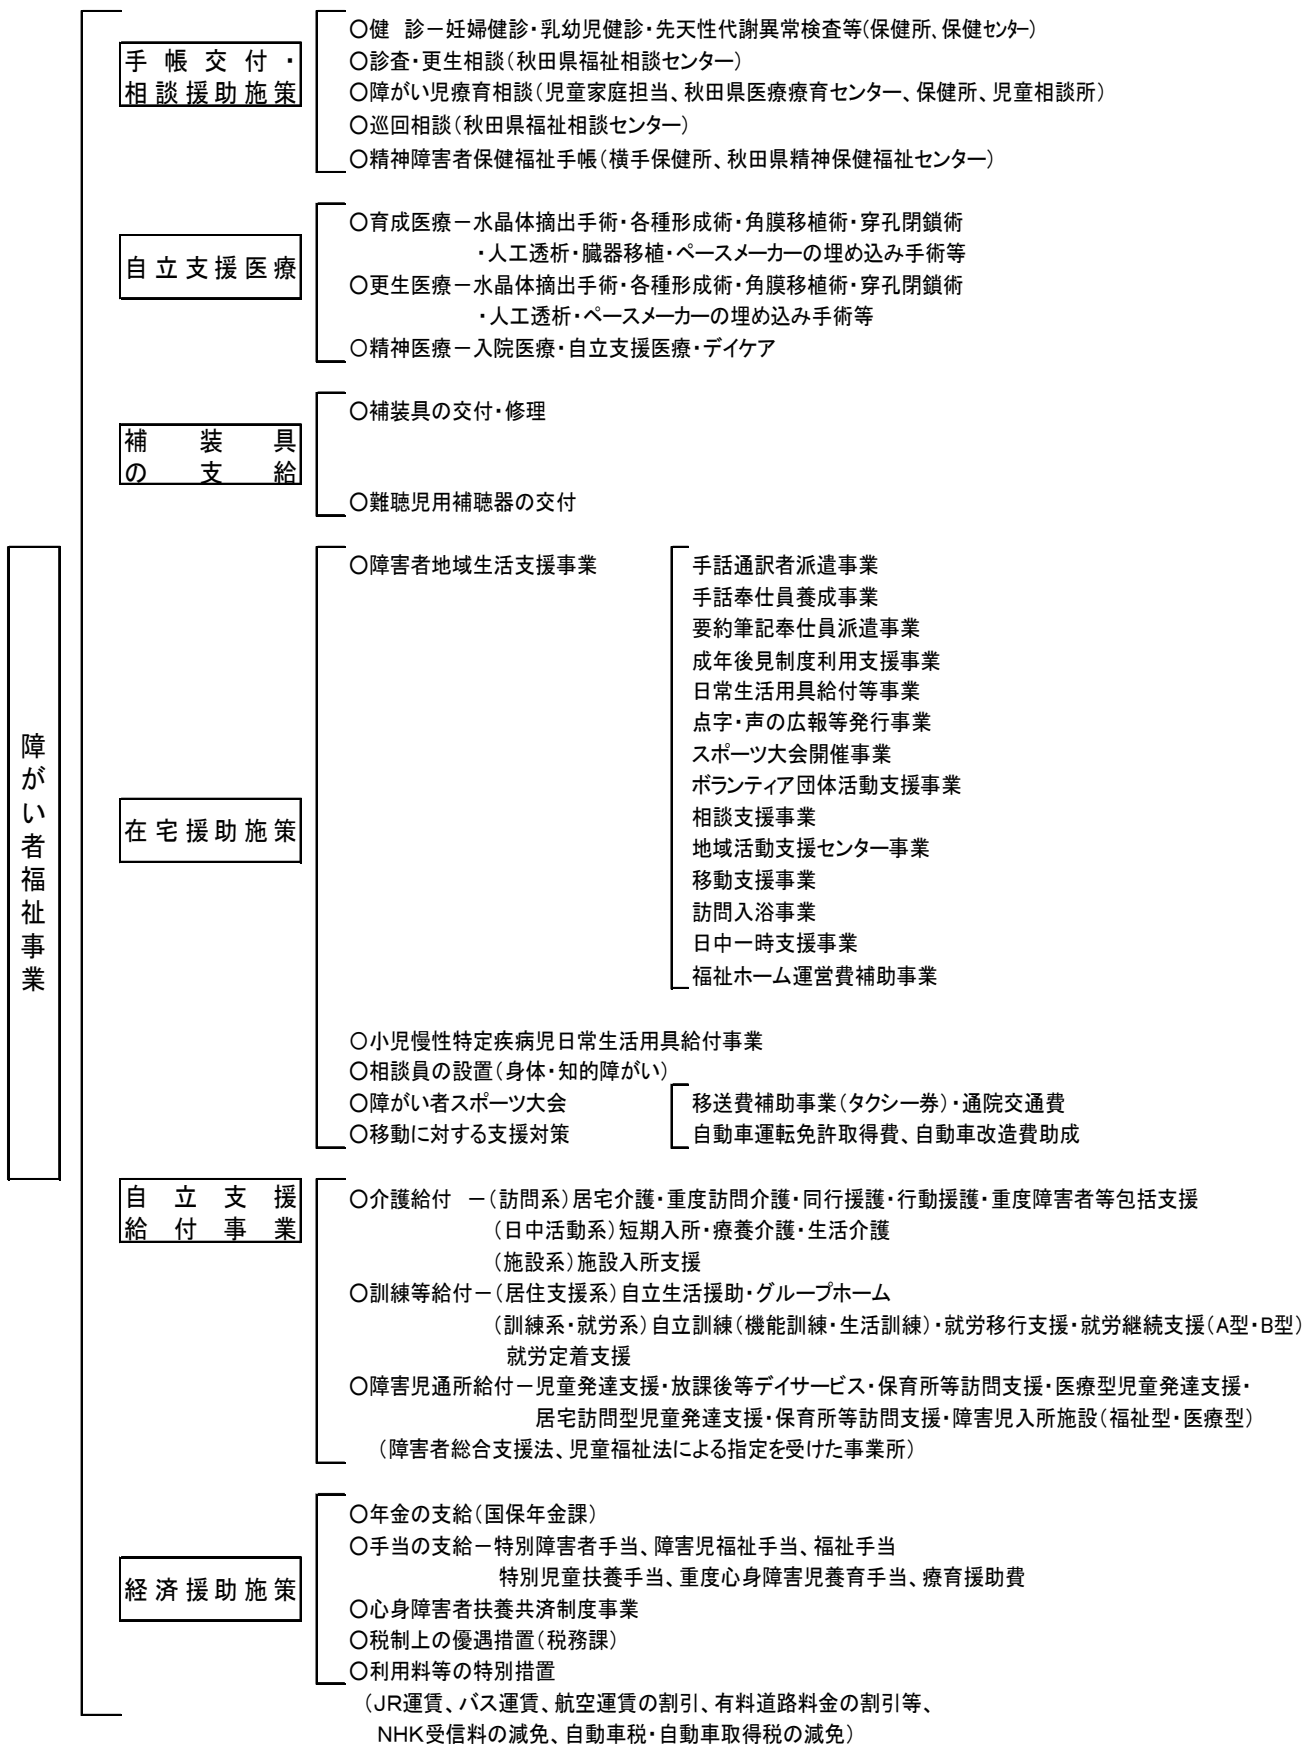 障がい者福祉事業
手帳交付・
相談援助施策
○健　診－妊婦健診・乳幼児健診・先天性代謝異常検査等(保健所、保健センター)
○診査・更生相談(秋田県福祉相談センター)
○障がい児療育相談(児童家庭担当、秋田県医療療育センター、保健所、児童相談所)
○巡回相談(秋田県福祉相談センター)
○精神障害者保健福祉手帳(横手保健所、秋田県精神保健福祉センター)
自立支援医療
○育成医療－水晶体摘出手術・各種形成術・角膜移植術・穿孔閉鎖術
・人工透析・臓器移植・ペースメーカーの埋め込み手術等
○更生医療－水晶体摘出手術・各種形成術・角膜移植術・穿孔閉鎖術
・人工透析・ペースメーカーの埋め込み手術等
○精神医療－入院医療・自立支援医療・デイケア
補装具
の支給
○補装具の交付・修理
○難聴児用補聴器の交付
在宅援助施策
○障害者地域生活支援事業
手話通訳者派遣事業
手話奉仕員養成事業
要約筆記奉仕員派遣事業
成年後見制度利用支援事業
日常生活用具給付等事業
点字・声の広報等発行事業
スポーツ大会開催事業
ボランティア団体活動支援事業
相談支援事業
地域活動支援センター事業
移動支援事業
訪問入浴事業
日中一時支援事業
福祉ホーム運営費補助事業
○小児慢性特定疾病児日常生活用具給付事業
○相談員の設置(身体・知的障がい)
○障がい者スポーツ大会
○移動に対する支援対策
移送費補助事業(タクシー券)・通院交通費
自動車運転免許取得費、自動車改造費助成
自立支援
給付事業
○介護給付　－(訪問系)居宅介護・重度訪問介護・同行援護・行動援護・重度障害者等包括支援
(日中活動系)短期入所・療養介護・生活介護
(施設系)施設入所支援
○訓練等給付－(居住支援系)自立生活援助・グループホーム
(訓練系・就労系)自立訓練(機能訓練・生活訓練)・就労移行支援・就労継続支援(A型・B型)
就労定着支援
○障害児通所給付－児童発達支援・放課後等デイサービス・保育所等訪問支援・医療型児童発達支援・
居宅訪問型児童発達支援・保育所等訪問支援・障害児入所施設(福祉型・医療型)
(障害者総合支援法、児童福祉法による指定を受けた事業所)
経済援助施策
○年金の支給(国保年金課)
○手当の支給－特別障害者手当、障害児福祉手当、福祉手当
特別児童扶養手当、重度心身障害児養育手当、療育援助費
○心身障害者扶養共済制度事業
○税制上の優遇措置(税務課)
○利用料等の特別措置
(JR運賃、バス運賃、航空運賃の割引、有料道路料金の割引等、
NHK受信料の減免、自動車税・自動車取得税の減免)